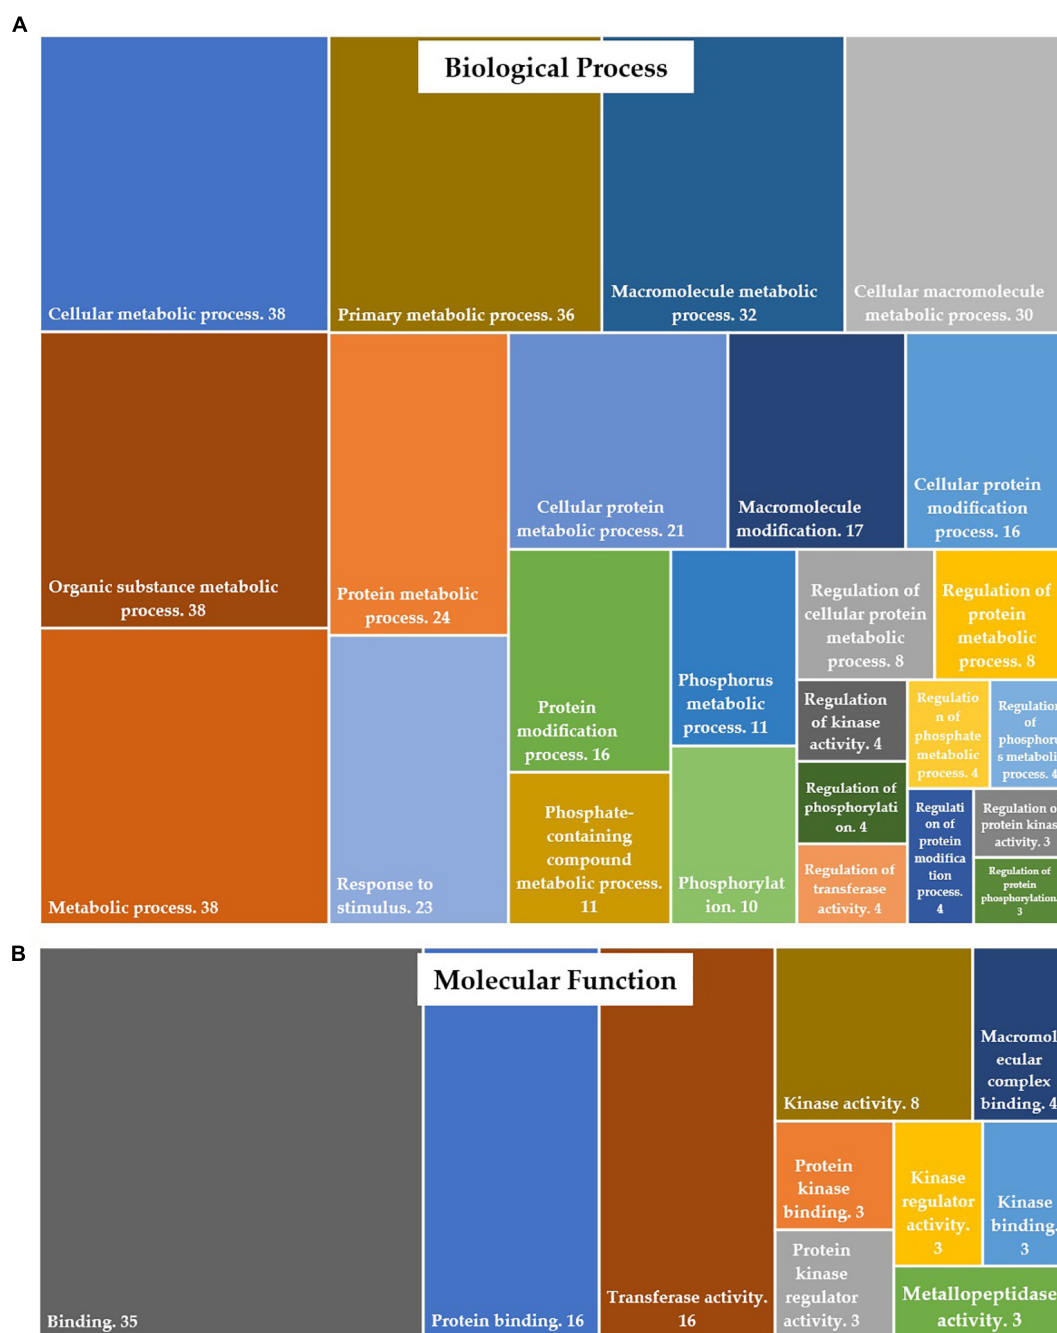 A
Biological Process
Cellular metabolic process. 38
Primary metabolic process. 36
Macromolecule metabolic
process. 32
Cellular macromolecule
metabolic process. 30
Organic substance metabolic
process. 38
Protein metabolic
process. 24
Cellular protein
metabolic process. 21
Macromolecule
modification. 17
Cellular protein
modification
process. 16
Metabolic process. 38
Response to
stimulus. 23
Protein
modification
process. 16
Phosphate-
containing
compound
metabolic process.
11
Phosphorus
metabolic
process. 11
Phosphorylat
ion. 10
Regulation of
cellular protein
metabolic
process. 8
Regulation of
protein
metabolic
process. 8
Regulation
of kinase
activity. 4
Regulatio
n of
phosphate
metabolic
process. 4
Regulation
of
phosphoru
s metaboli
process. 4
Regulation of
phosphorylati
on. 4
Regulation of
transferase
activity. 4
Regulati
on of
protein
modifica
tion
process.
4
Regulation o
protein kinas
activity. 3
Regulation of
protein
phosphorylation.
3
B
Molecular Function
Binding. 35
Protein binding. 16
Transferase activity.
16
Kinase activity. 8
Macromol
ecular
complex
binding. 4
Protein
kinase
binding. 3
Kinase
regulator
activity.
3
Kinase
binding.
3
Protein
kinase
regulator
activity. 3
Metallopeptidase
activity. 3